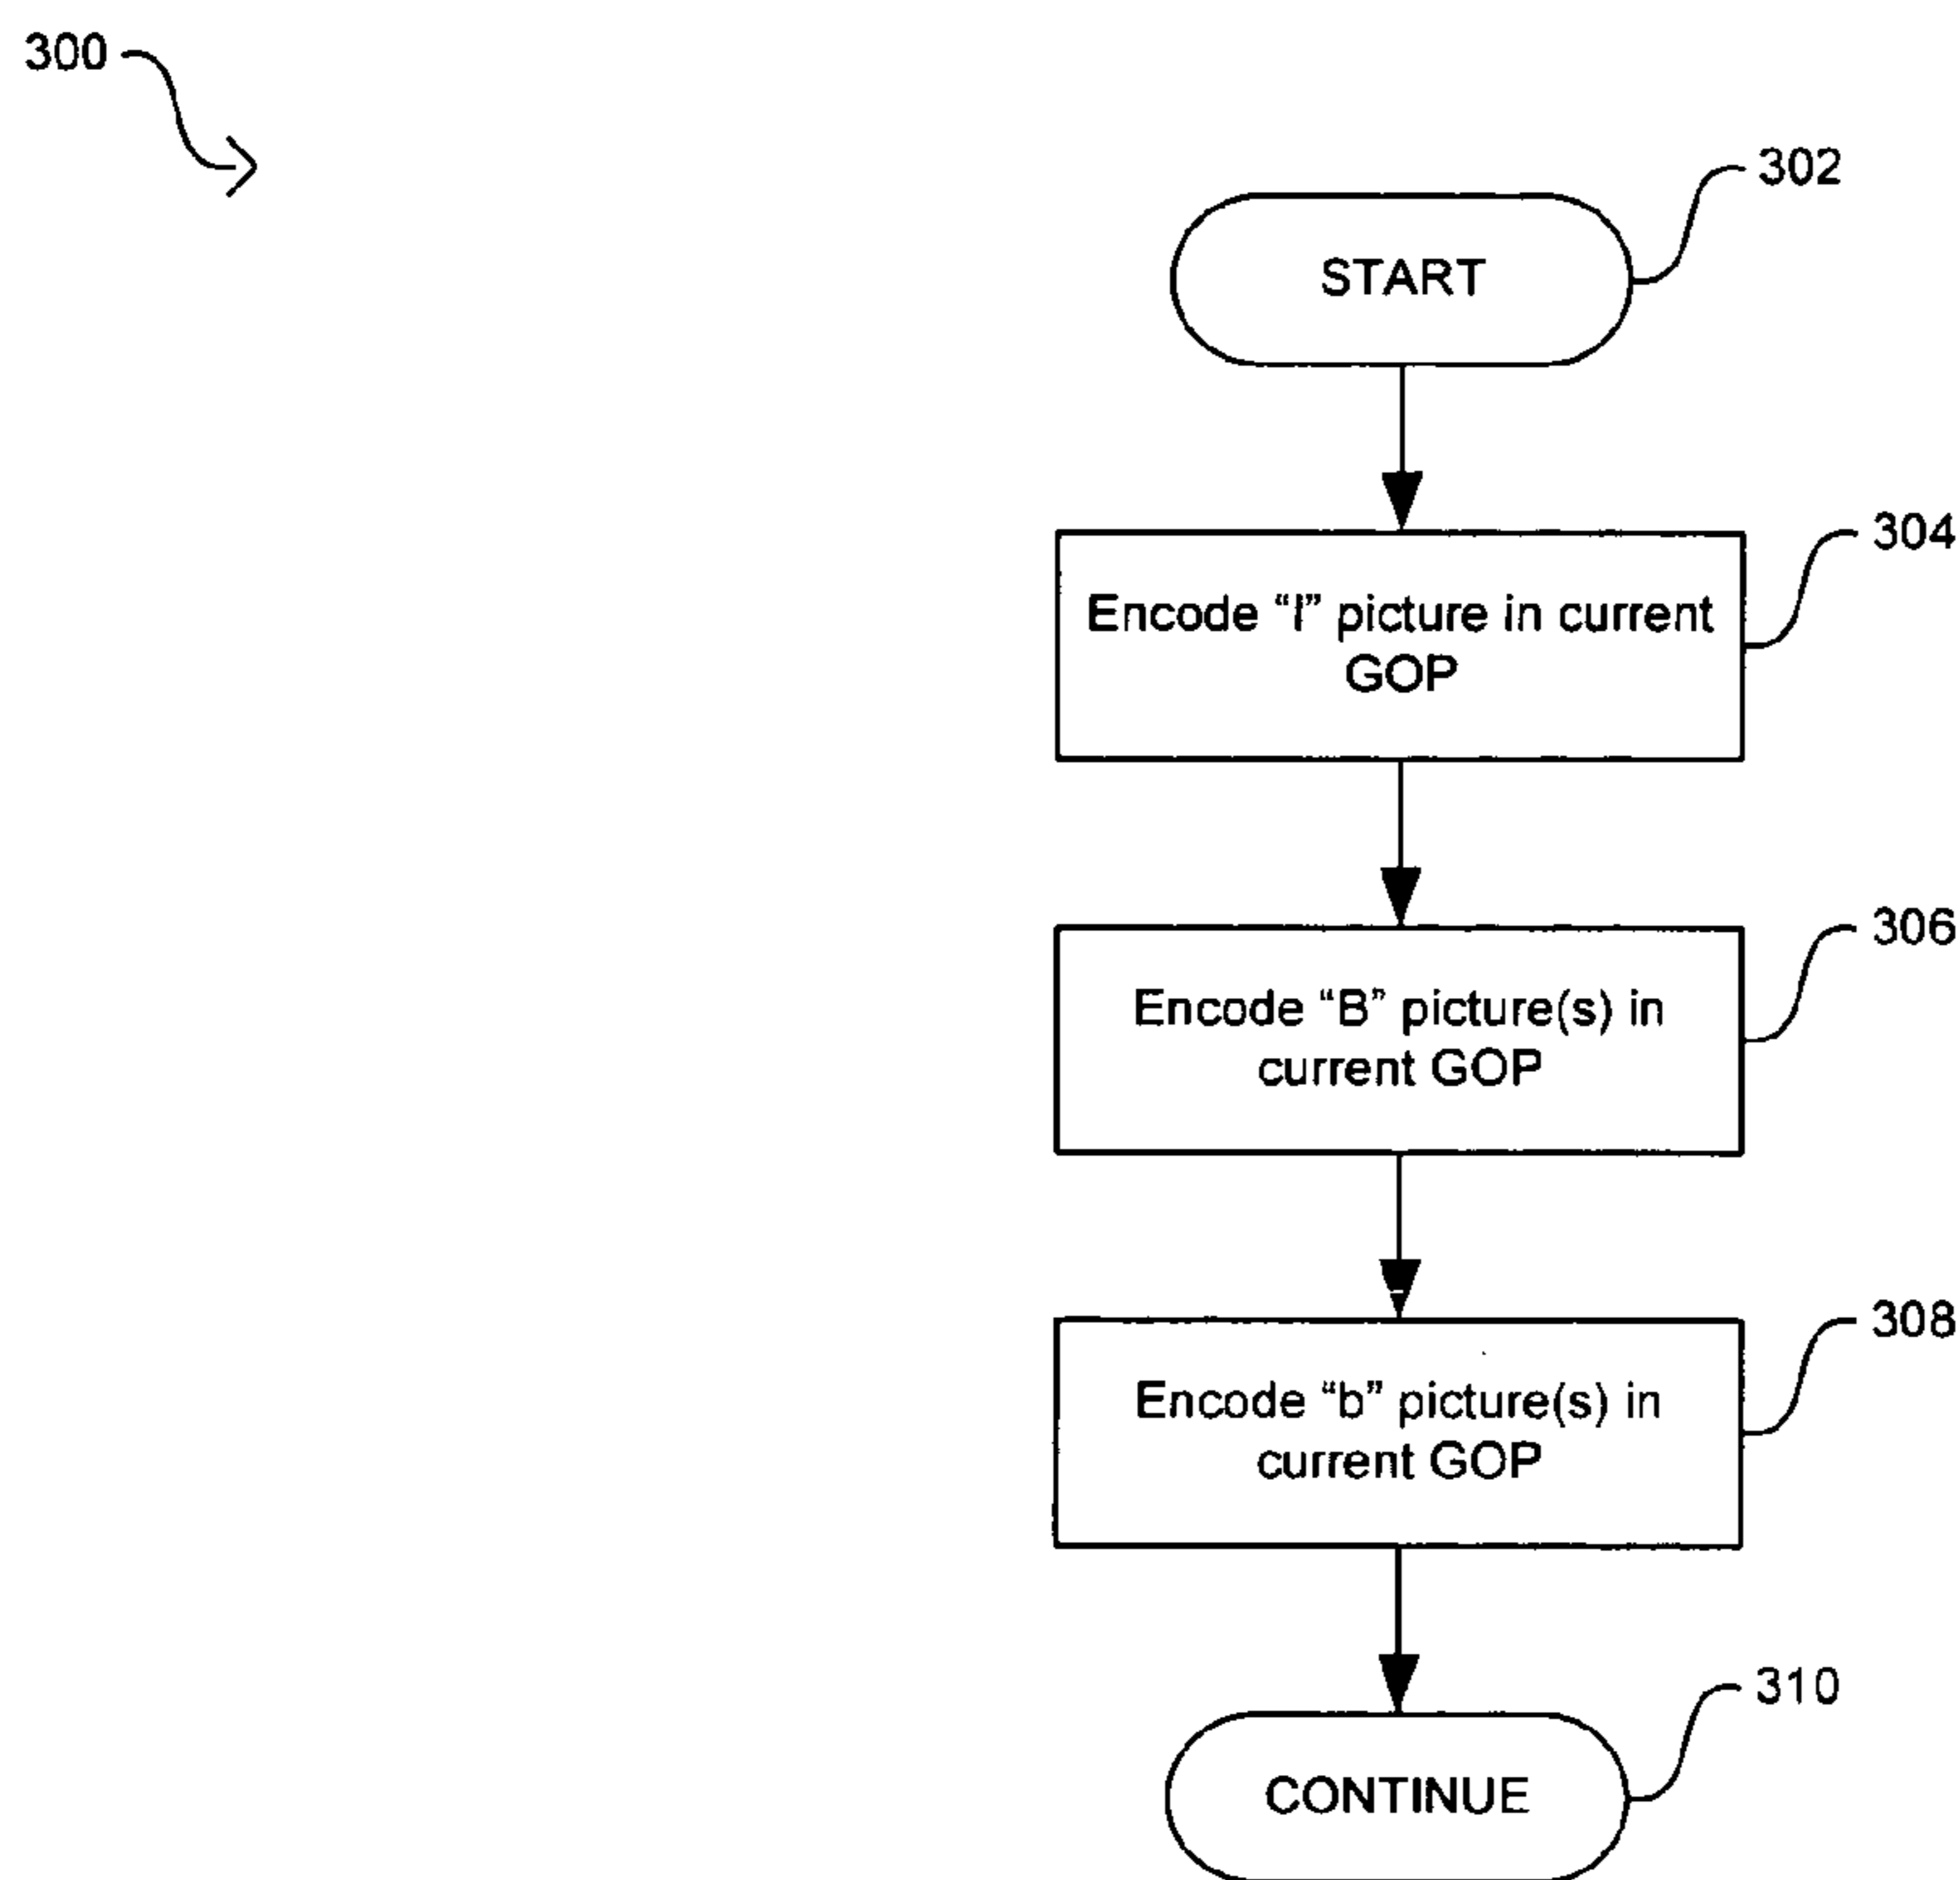 300
302
START
304
Encode “I” picture in current
GOP
306
Encode “B” picture(s) in
current GOP
308
Encode “b” picture(s) in
current GOP
310
CONTINUE